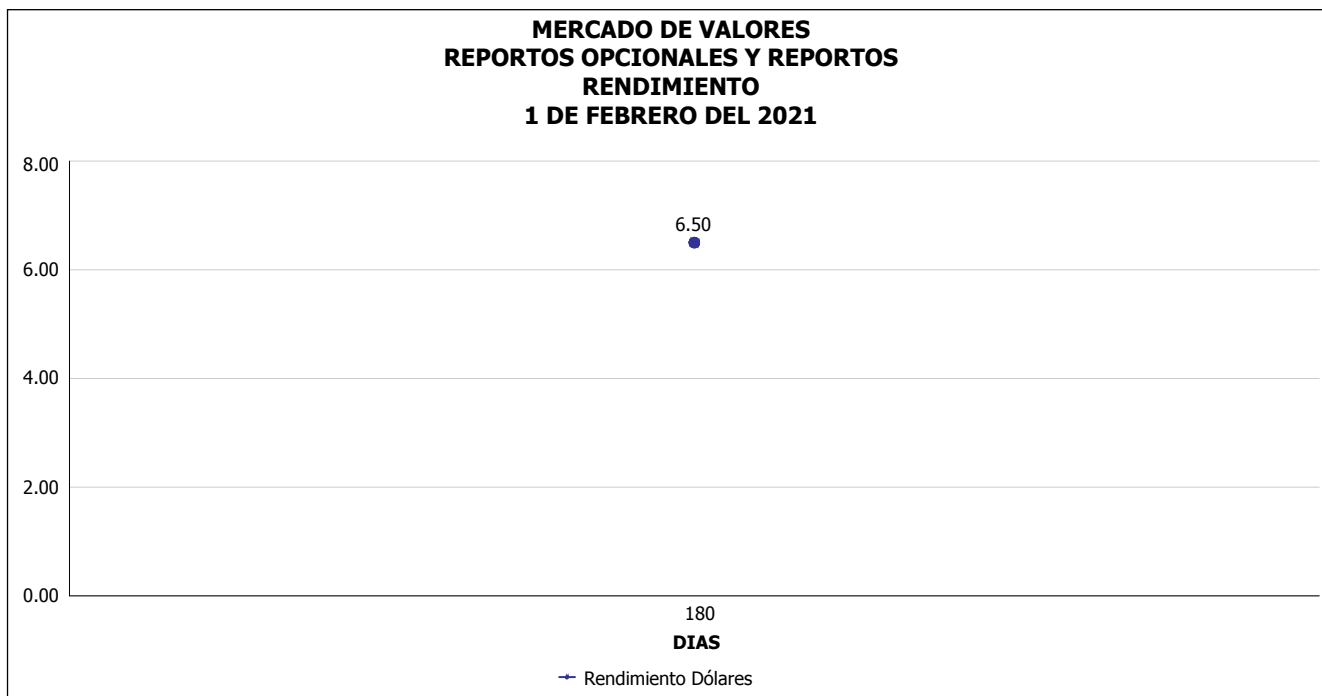 MERCADO DE VALORES
REPORTOS OPCIONALES Y REPORTOS
RENDIMIENTO
1 DE FEBRERO DEL 2021
8.00
6.50
6.00
4.00
2.00
0.00
180
DIAS
Rendimiento Dólares